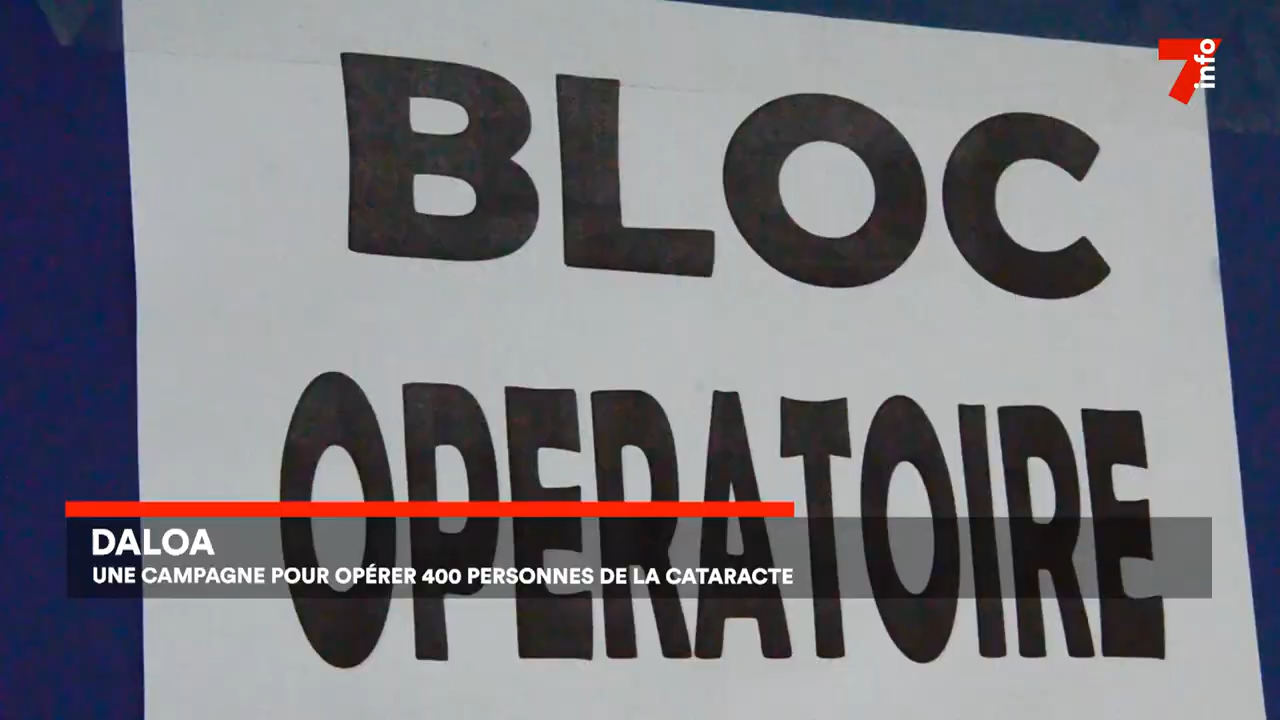 7info
BLOC
OPERATOIRE
DALOA
UNE CAMPAGNE POUR OPÉRER 400 PERSONNES DE LA CATARACTE